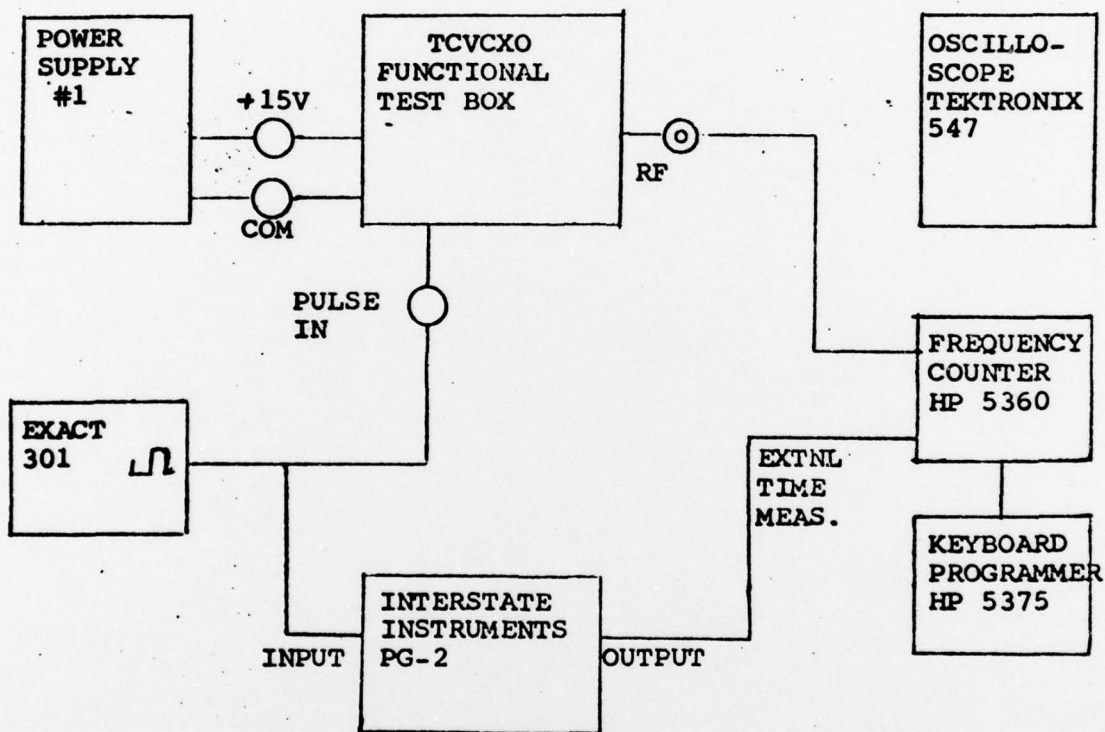 POWER
SUPPLY
#1
+15V
COM
TCVCXO
FUNCTIONAL
TEST BOX
RF
OSCILLO-
SCOPE
TEKTRONIX
547
PULSE
IN
FREQUENCY
COUNTER
HP 5360
EXACT
301
EXTNL
TIME
MEAS.
KEYBOARD
PROGRAMMER
HP 5375
INPUT
INTERSTATE
INSTRUMENTS
PG-2
OUTPUT